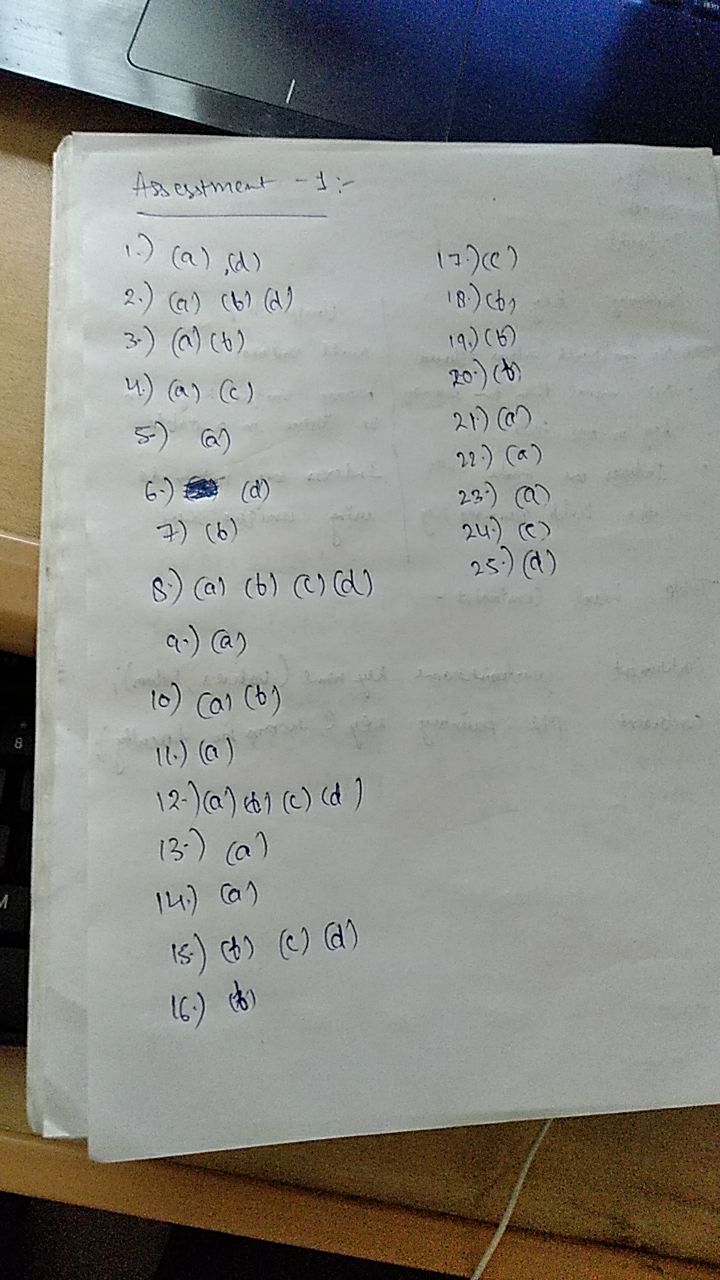 Assesstment - 1 :-
1.) (a) ,(d)
2.) (a) (b) (d)
3.) (a) (b)
4.) (a) (c)
5.) (a)
6.) (d)
7) (b)
8.) (a) (b) (c) (d)
9.) (a)
10) (a) (b)
11.) (a)
12.) (a) (b) (c) (d)
13.) (a)
14.) (a)
15.) (b) (c) (d)
16.) (b)
17.) (c)
18.) (b)
19.) (b)
20.) (b)
21.) (a)
22.) (a)
23.) (a)
24.) (c)
25.) (d)
8
M